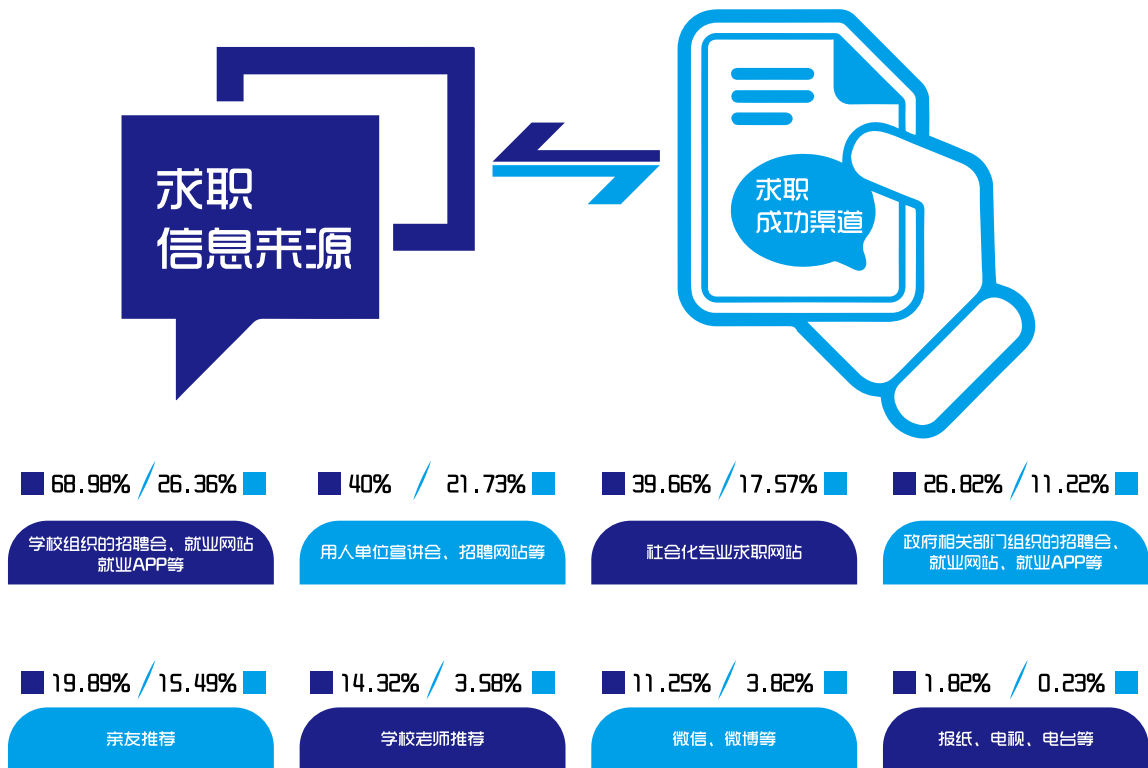 求职
信息来源
求职
成功渠道
68.98% / 26.36%
40% / 21.73%
39.66% / 17.57%
26.82% / 11.22%
学校组织的招聘会、就业网站
就业APP等
用人单位宣讲会、招聘网站等
社会化专业求职网站
政府相关部门组织的招聘会、
就业网站、就业APP等
19.89% / 15.49%
14.32% / 3.58%
11.25% / 3.82%
1.82% / 0.23%
亲友推荐
学校老师推荐
微信、微博等
报纸、电视、电台等